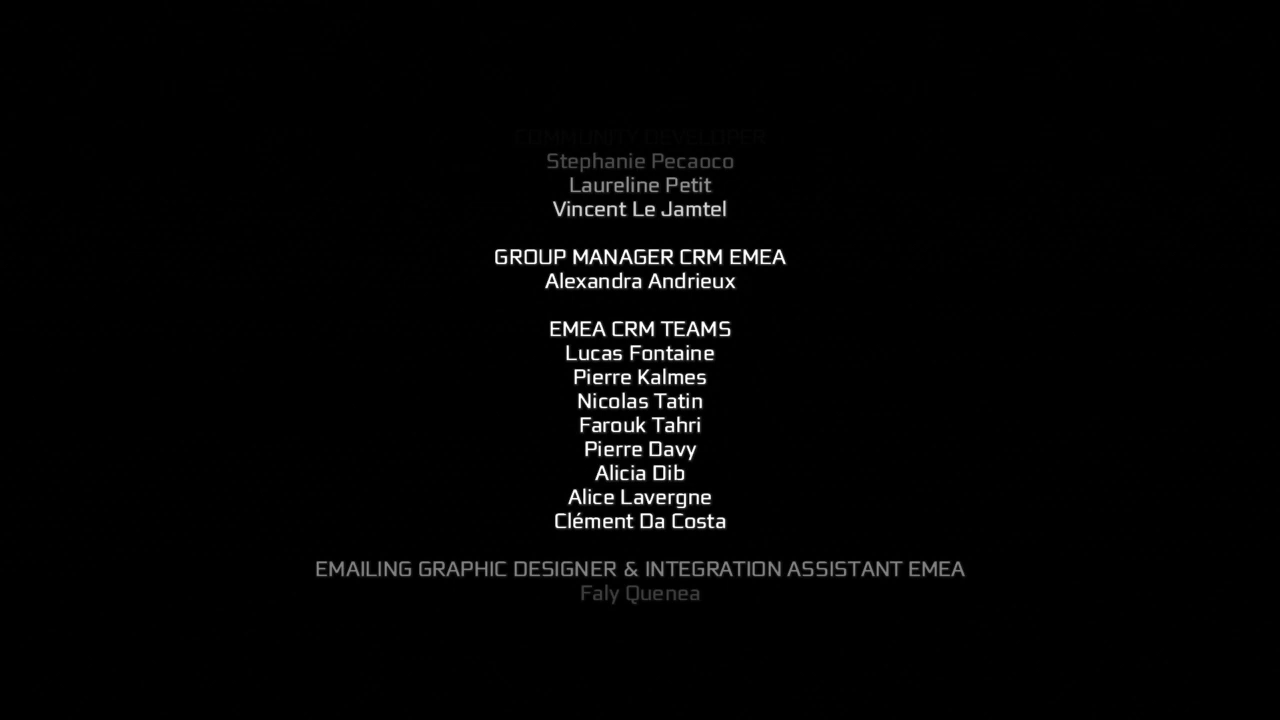 COMMUNITY DEVELOPER
Stephanie Pecaoco
Laureline Petit
Vincent Le Jamtel
GROUP MANAGER CRM EMEA
Alexandra Andrieux
EMEA CRM TEAMS
Lucas Fontaine
Pierre Kalmes
Nicolas Tatin
Farouk Tahri
Pierre Davy
Alicia Dib
Alice Lavergne
Clément Da Costa
EMAILING GRAPHIC DESIGNER & INTEGRATION ASSISTANT EMEA
Faly Quenea